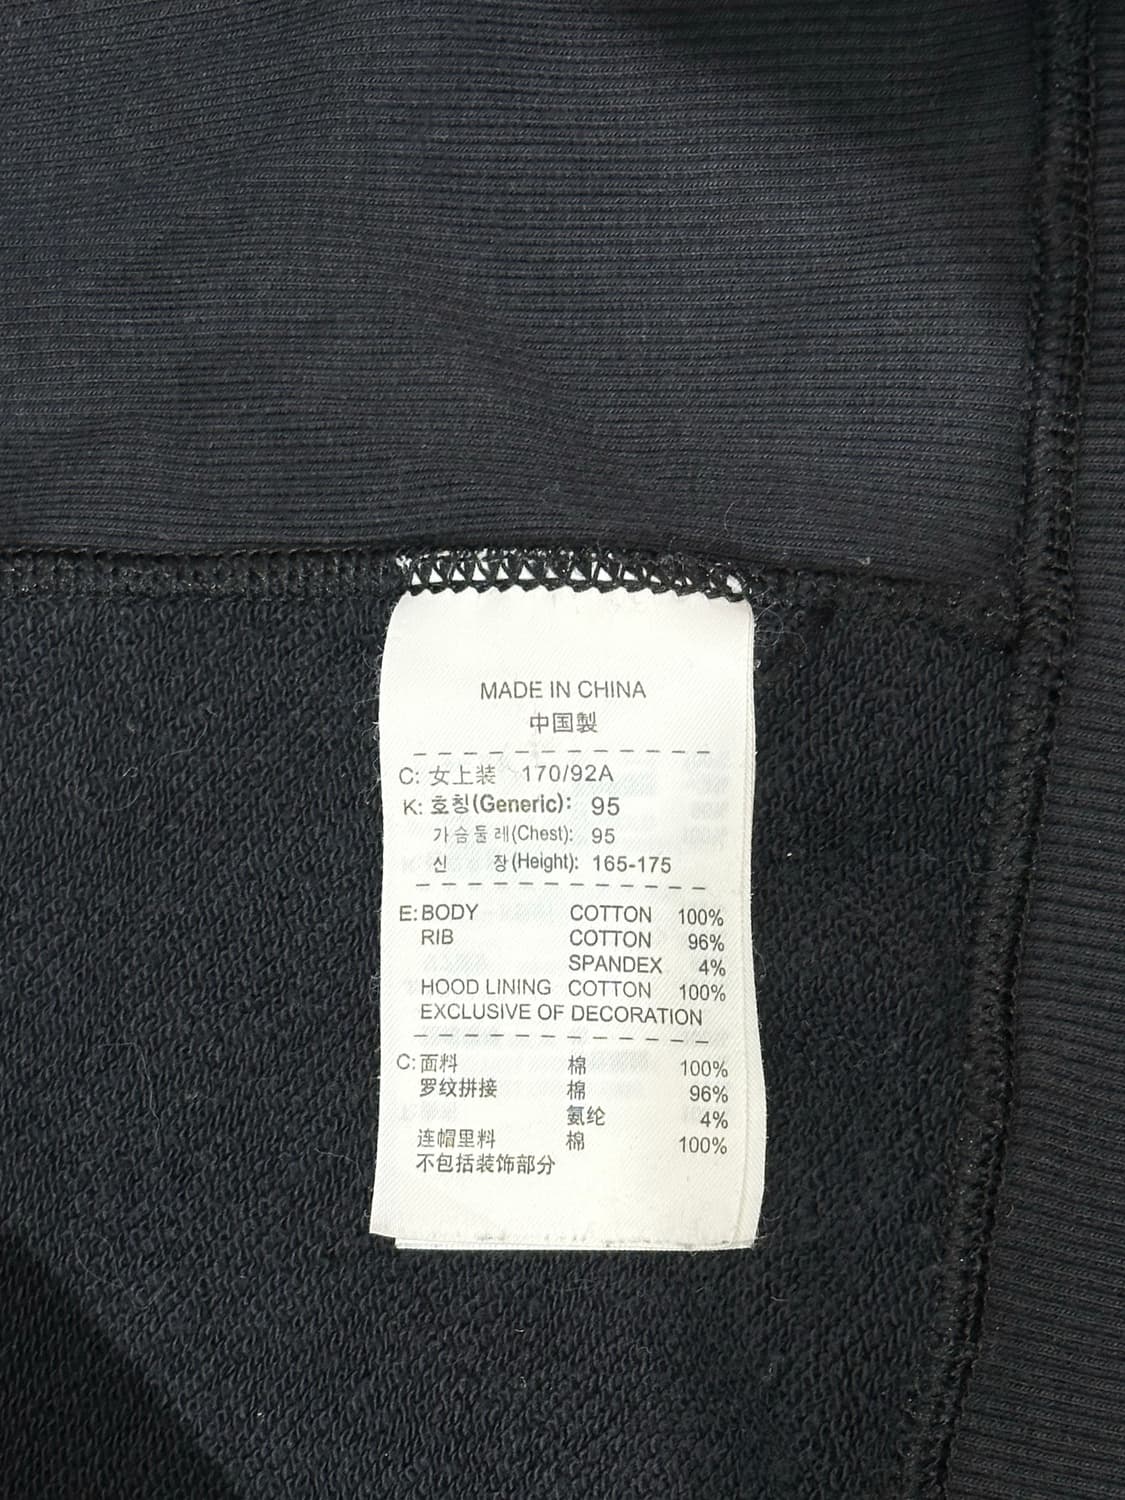 MADE IN CHINA
中国製
C: 女上装 170/92A
K: 호칭(Generic): 95
가슴둘레(Chest): 95
신 장(Height): 165-175
E: BODY COTTON 100%
RIB COTTON 96%
SPANDEX 4%
HOOD LINING COTTON 100%
EXCLUSIVE OF DECORATION
C: 面料 棉 100%
罗纹拼接 棉 96%
氨纶 4%
连帽里料 棉 100%
不包括装饰部分